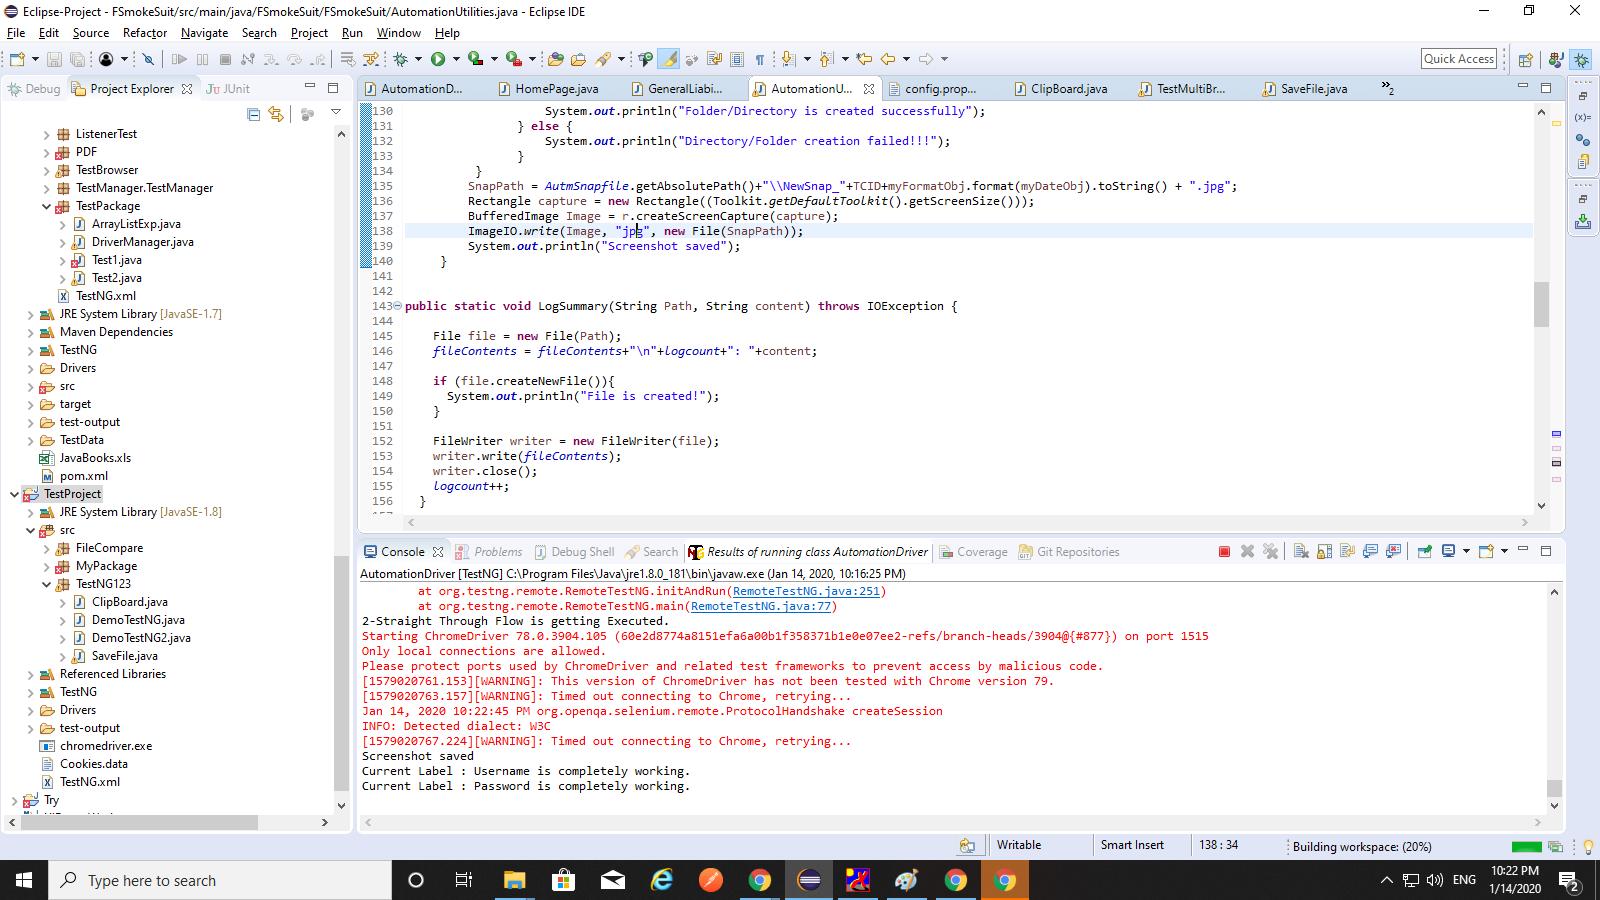 Eclipse-Project - FSmokeSuit/src/main/java/FSmokeSuit/FSmokeSuit/AutomationUtilities.java - Eclipse IDE
File Edit Source Refactor Navigate Search Project Run Window Help
Quick Access
Debug Project Explorer JUnit
ListenerTest
PDF
TestBrowser
TestManager.TestManager
TestPackage
ArrayListExp.java
DriverManager.java
Test1.java
Test2.java
TestNG.xml
JRE System Library [JavaSE-1.7]
Maven Dependencies
TestNG
Drivers
src
target
test-output
TestData
JavaBooks.xls
pom.xml
TestProject
JRE System Library [JavaSE-1.8]
src
FileCompare
MyPackage
TestNG123
ClipBoard.java
DemoTestNG.java
DemoTestNG2.java
SaveFile.java
Referenced Libraries
TestNG
Drivers
test-output
chromedriver.exe
Cookies.data
TestNG.xml
Try
AutomationD... HomePage.java GeneralLiabi... AutomationU... config.prop... ClipBoard.java TestMultiBr... SaveFile.java »2
130 System.out.println("Folder/Directory is created successfully");
131 } else {
132 System.out.println("Directory/Folder creation failed!!!");
133 }
134 }
135 SnapPath = AutmSnapfile.getAbsolutePath()+"\\NewSnap_"+TCID+myFormatObj.format(myDateObj).toString() + ".jpg";
136 Rectangle capture = new Rectangle((Toolkit.getDefaultToolkit().getScreenSize()));
137 BufferedImage Image = r.createScreenCapture(capture);
138 ImageIO.write(Image, "jpg", new File(SnapPath));
139 System.out.println("Screenshot saved");
140 }
141
142
143 public static void LogSummary(String Path, String content) throws IOException {
144
145 File file = new File(Path);
146 fileContents = fileContents+"\n"+logcount+": "+content;
147
148 if (file.createNewFile()){
149 System.out.println("File is created!");
150 }
151
152 FileWriter writer = new FileWriter(file);
153 writer.write(fileContents);
154 writer.close();
155 logcount++;
156 }
Console Problems Debug Shell Search Results of running class AutomationDriver Coverage Git Repositories
AutomationDriver [TestNG] C:\Program Files\Java\jre1.8.0_181\bin\javaw.exe (Jan 14, 2020, 10:16:25 PM)
at org.testng.remote.RemoteTestNG.initAndRun(RemoteTestNG.java:251)
at org.testng.remote.RemoteTestNG.main(RemoteTestNG.java:77)
2-Straight Through Flow is getting Executed.
Starting ChromeDriver 78.0.3904.105 (60e2d8774a8151efa6a00b1f358371b1e0e07ee2-refs/branch-heads/3904@{#877}) on port 1515
Only local connections are allowed.
Please protect ports used by ChromeDriver and related test frameworks to prevent access by malicious code.
[1579020761.153][WARNING]: This version of ChromeDriver has not been tested with Chrome version 79.
[1579020763.157][WARNING]: Timed out connecting to Chrome, retrying...
Jan 14, 2020 10:22:45 PM org.openqa.selenium.remote.ProtocolHandshake createSession
INFO: Detected dialect: W3C
[1579020767.224][WARNING]: Timed out connecting to Chrome, retrying...
Screenshot saved
Current Label : Username is completely working.
Current Label : Password is completely working.
Writable Smart Insert 138 : 34 Building workspace: (20%)
Type here to search
ENG
10:22 PM
1/14/2020
2